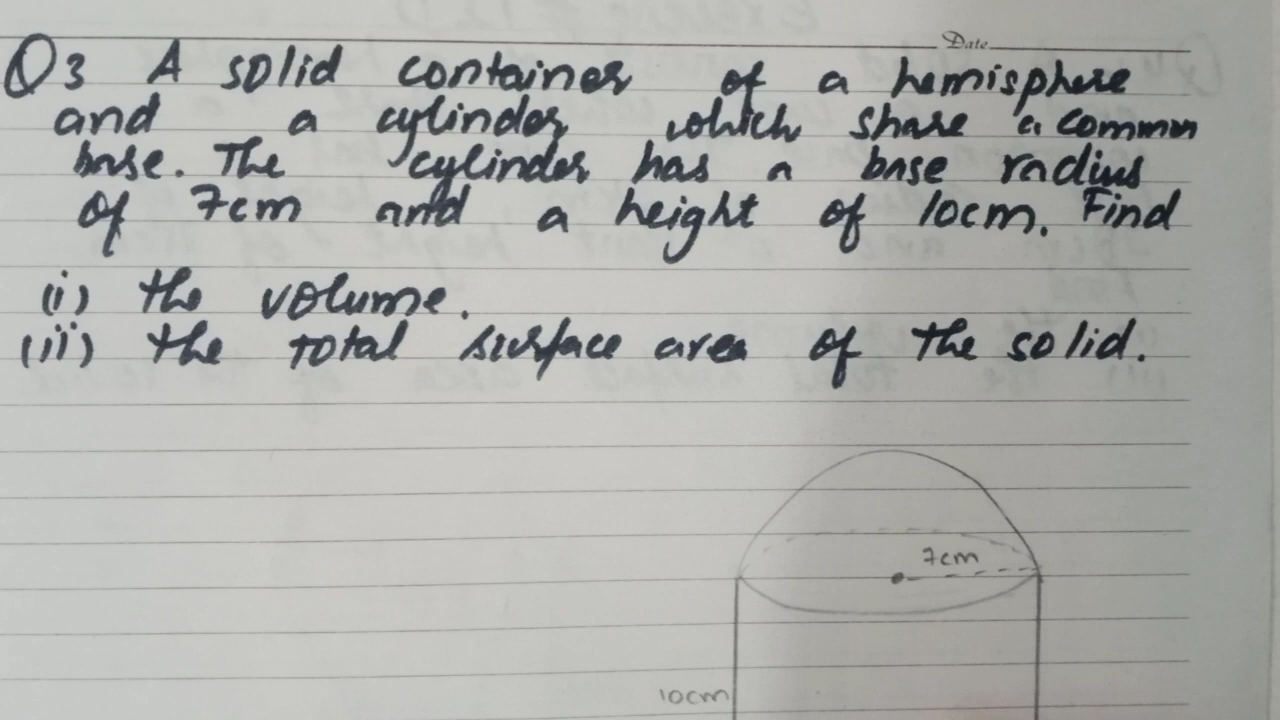 Date
Q3 A solid container of a hemisphere
and a cylinder which share a common
base. The cylinder has a base radius
of 7cm and a height of 10cm. Find
(i) the volume.
(ii) the total surface area of the solid.
7cm
10cm